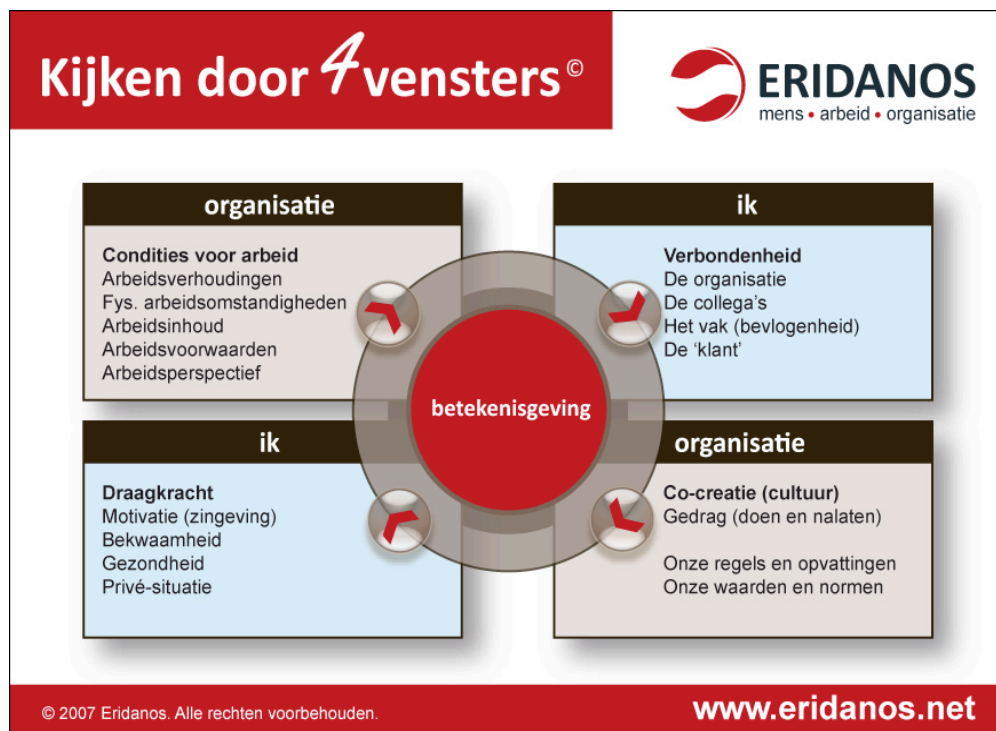 Kijken door 4 vensters©
ERIDANOS
mens • arbeid • organisatie
organisatie
Condities voor arbeid
Arbeidsverhoudingen
Fys. arbeidsomstandigheden
Arbeidsinhoud
Arbeidsvoorwaarden
Arbeidsperspectief
ik
Verbondenheid
De organisatie
De collega's
Het vak (bevlogenheid)
De ‘klant’
betekenisgeving
ik
Draagkracht
Motivatie (zingeving)
Bekwaamheid
Gezondheid
Privé-situatie
organisatie
Co-creatie (cultuur)
Gedrag (doen en nalaten)
Onze regels en opvattingen
Onze waarden en normen
© 2007 Eridanos. Alle rechten voorbehouden.
www.eridanos.net